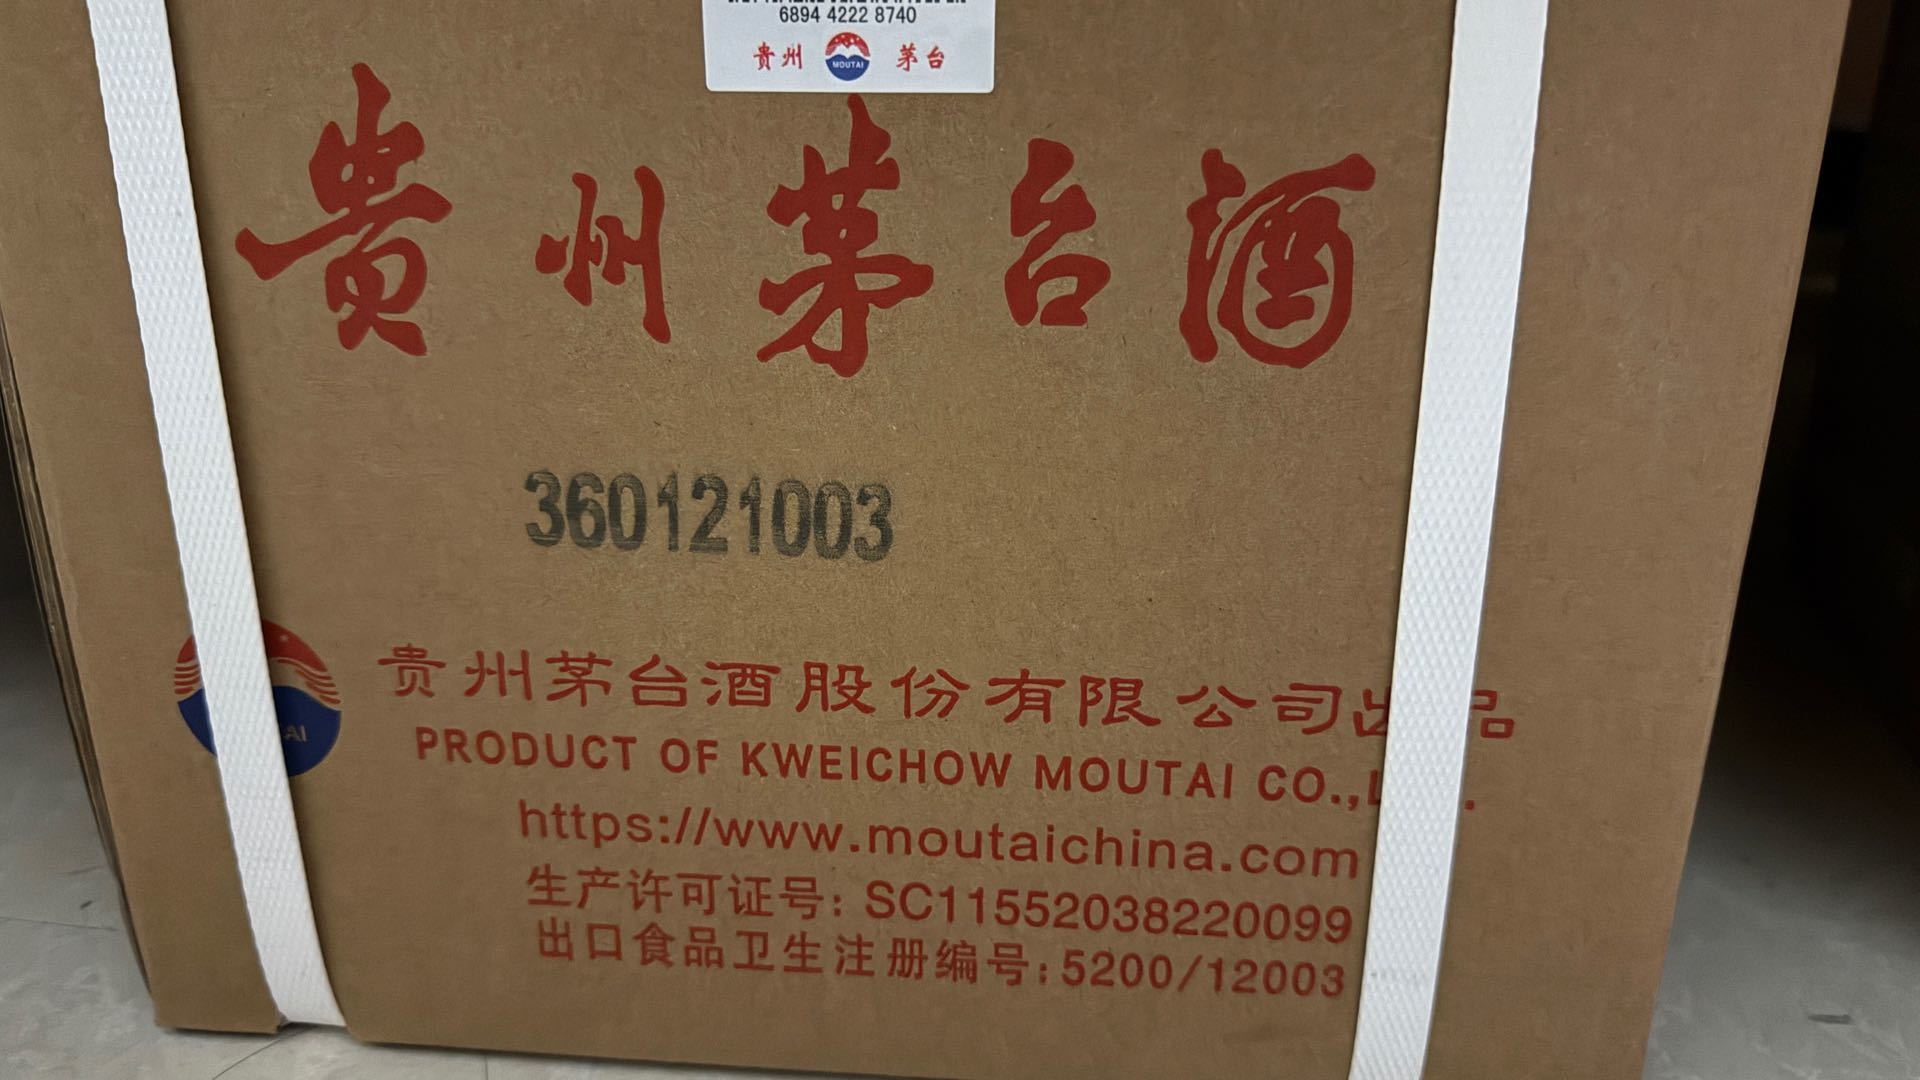 6894 4222 8740
贵州 MOUTAI 茅台
贵州茅台酒
360121003
贵州茅台酒股份有限公司出品
PRODUCT OF KWEICHOW MOUTAI CO.,
https://www.moutaichina.com
生产许可证号: SC11552038220099
出口食品卫生注册编号:5200/12003